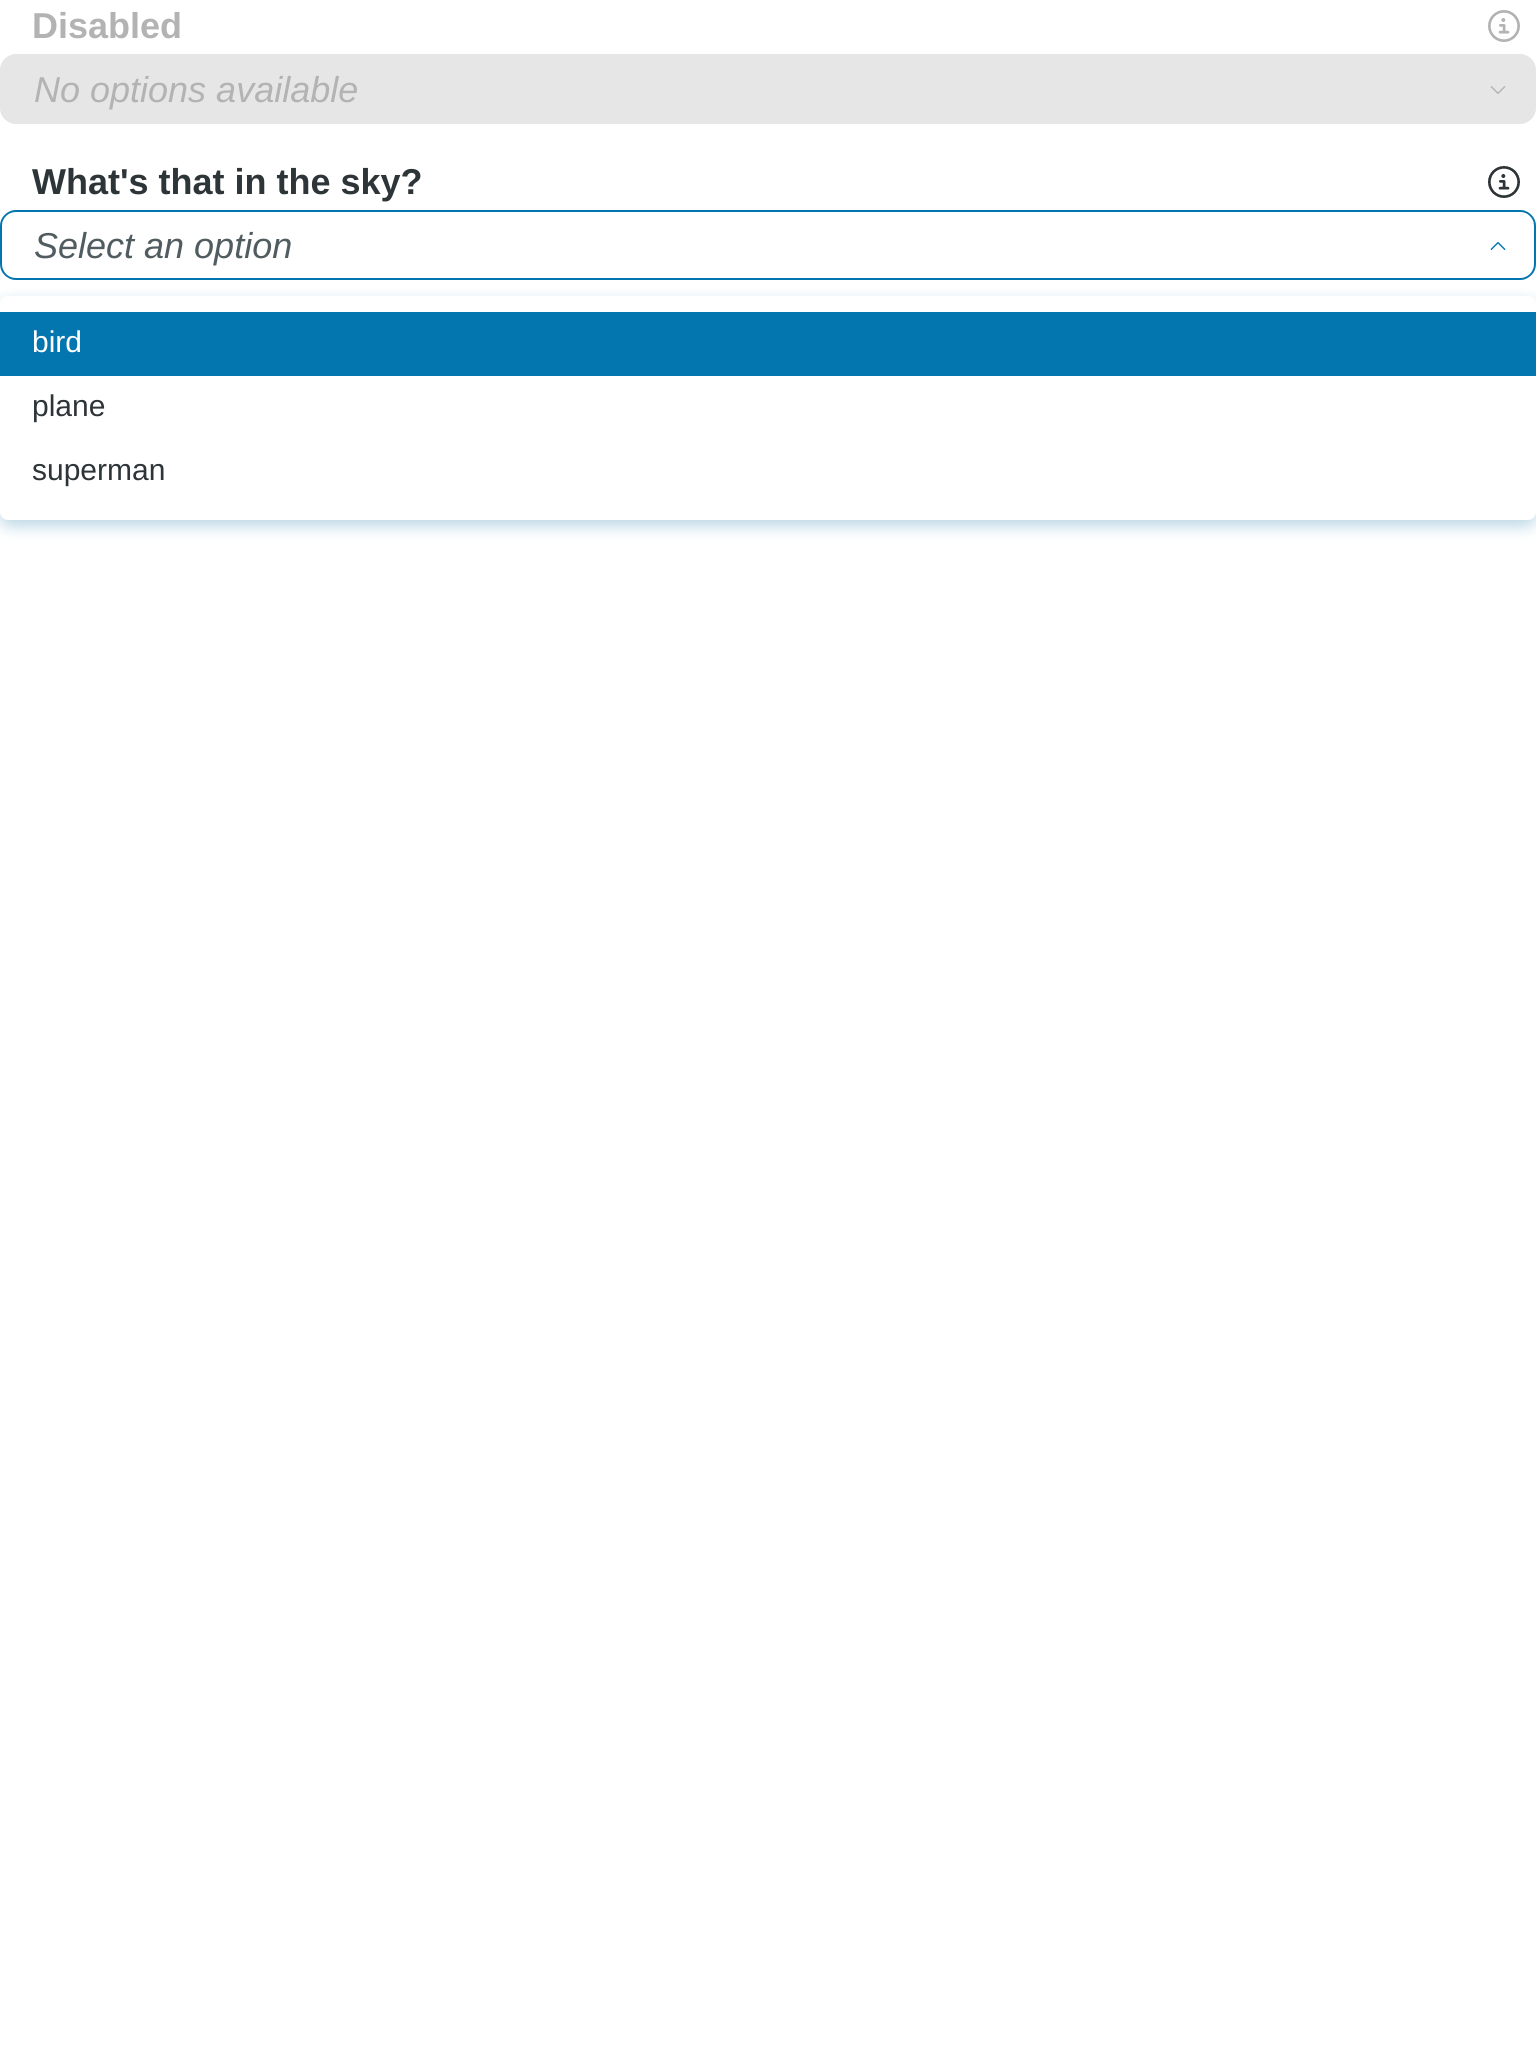 Disabled
No options available
What's that in the sky?
Select an option
bird
plane
superman